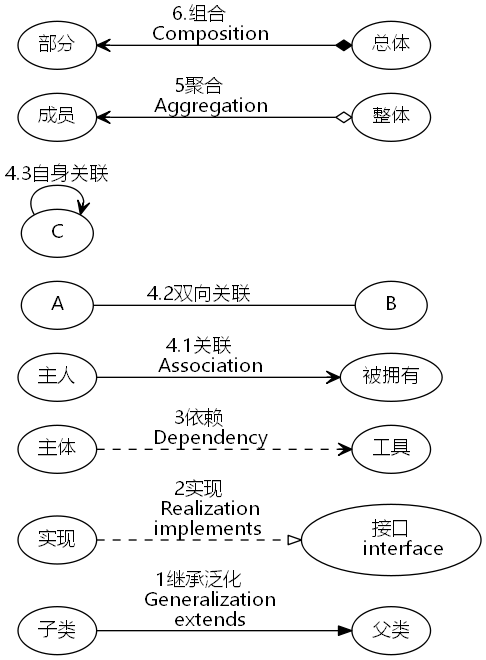 6.组合
Composition
部分
总体
5聚合
Aggregation
成员
整体
4.3自身关联
C
A
4.2双向关联
B
4.1关联
Association
主人
被拥有
3依赖
Dependency
主体
工具
2实现
Realization
implements
实现
接口
interface
1继承泛化
Generalization
extends
子类
父类